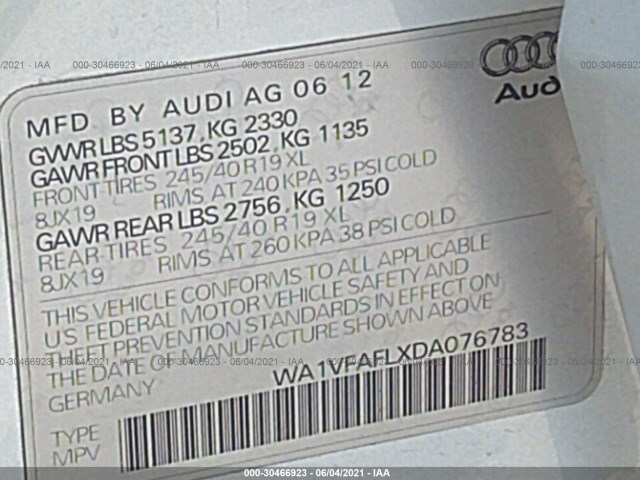 MFD BY AUDI AG 06 12
Audi
GVWR LBS 5137, KG 2330
GAWR FRONT LBS 2502, KG 1135
FRONT TIRES 245/40 R19 XL
8JX19 RIMS AT 240 KPA 35 PSI COLD
GAWR REAR LBS 2756, KG 1250
REAR TIRES 245/40 R 19 XL
8JX19 RIMS AT 260 KPA 38 PSI COLD
THIS VEHICLE CONFORMS TO ALL APPLICABLE
US FEDERAL MOTOR VEHICLE SAFETY AND
THEFT PREVENTION STANDARDS IN EFFECT ON
THE DATE OF MANUFACTURE SHOWN ABOVE
GERMANY
WA1VFAFLXDA076783
TYPE
MPV
000-30466923 - 06/04/2021 - IAA